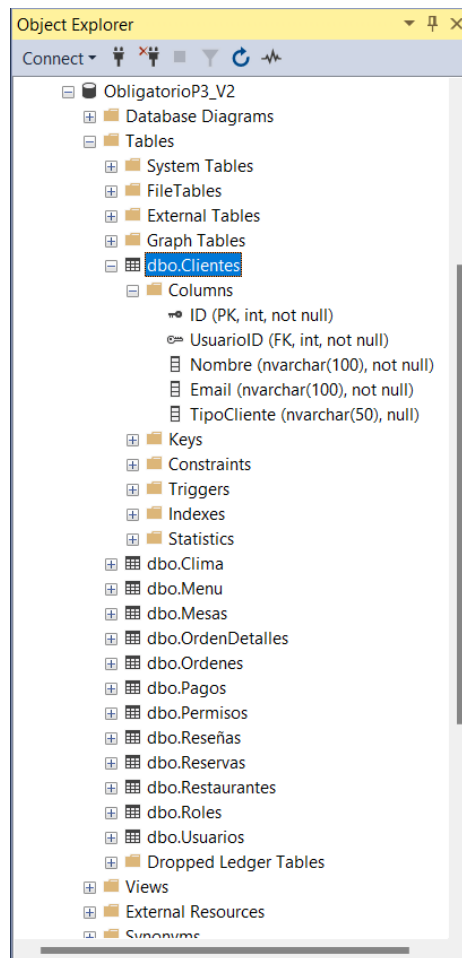 Object Explorer
Connect
ObligatorioP3_V2
Database Diagrams
Tables
System Tables
FileTables
External Tables
Graph Tables
dbo.Clientes
Columns
ID (PK, int, not null)
UsuarioID (FK, int, not null)
Nombre (nvarchar(100), not null)
Email (nvarchar(100), not null)
TipoCliente (nvarchar(50), null)
Keys
Constraints
Triggers
Indexes
Statistics
dbo.Clima
dbo.Menu
dbo.Mesas
dbo.OrdenDetalles
dbo.Ordenes
dbo.Pagos
dbo.Permisos
dbo.Reseñas
dbo.Reservas
dbo.Restaurantes
dbo.Roles
dbo.Usuarios
Dropped Ledger Tables
Views
External Resources
Synonyms